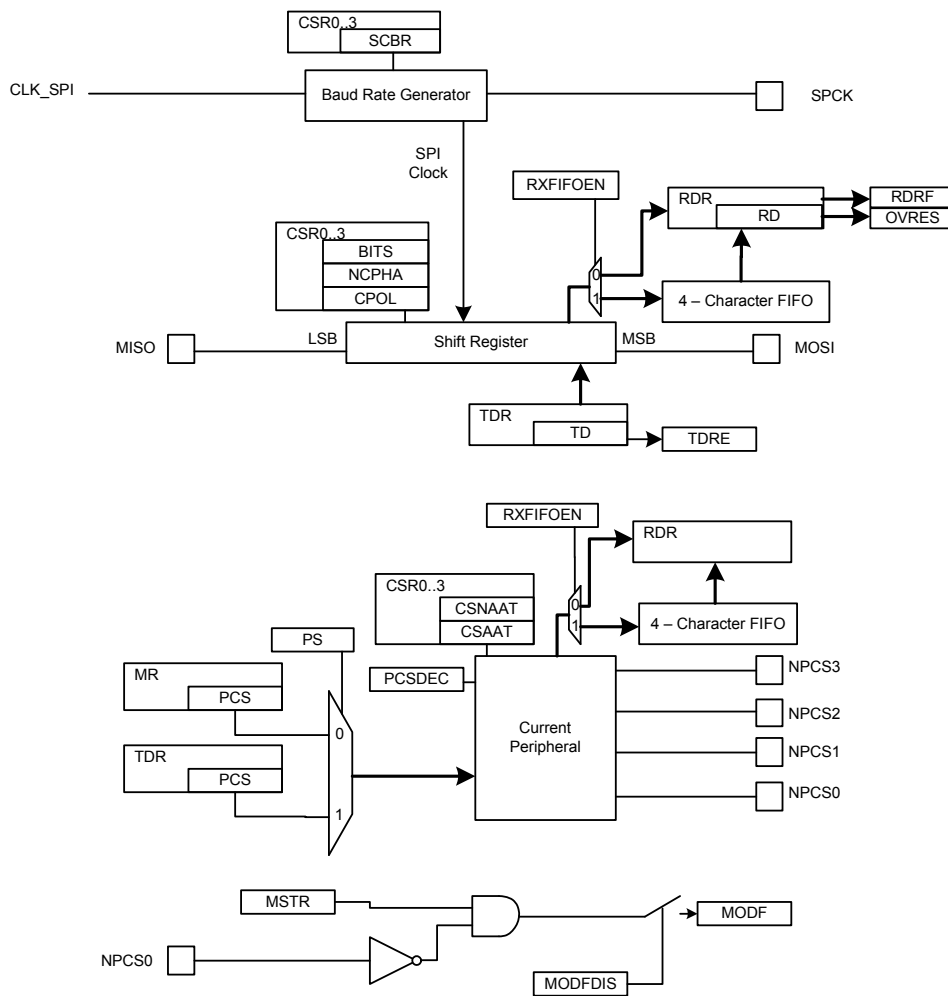 CSR0..3
SCBR
CLK_SPI
Baud Rate Generator
SPCK
SPI
Clock
RXFIFOEN
RDR
RD
RDRF
OVRES
CSR0..3
BITS
NCPHA
CPOL
0
1
4 – Character FIFO
MISO
LSB
Shift Register
MSB
MOSI
TDR
TD
TDRE
RXFIFOEN
RDR
CSR0..3
CSNAAT
CSAAT
0
1
4 – Character FIFO
PS
MR
PCS
PCSDEC
NPCS3
0
Current
Peripheral
NPCS2
TDR
PCS
NPCS1
1
NPCS0
MSTR
MODF
NPCS0
MODFDIS